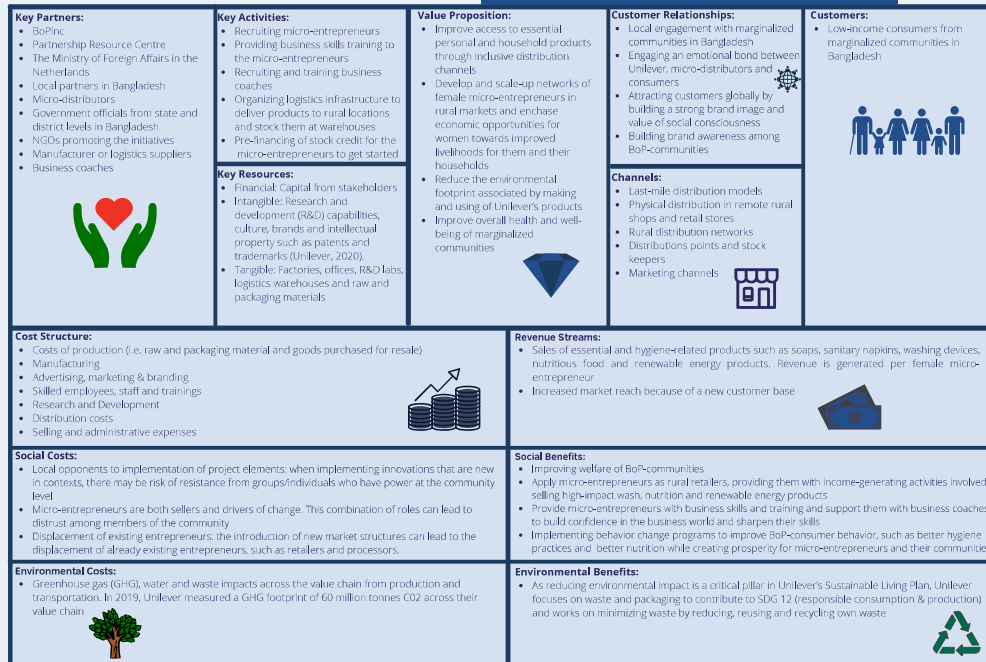 Key Partners:
• BoPinc
• Partnership Resource Centre
• The Ministry of Foreign Affairs in the
Netherlands
• Local partners in Bangladesh
• Micro-distributors
• Government officials from state and
district levels in Bangladesh
• NGOs promoting the initiatives
• Manufacturer or logistics suppliers
• Business coaches
Key Activities:
• Recruiting micro-entrepreneurs
• Providing business skills training to
the micro-entrepreneurs
• Recruiting and training business
coaches
• Organizing logistics infrastructure to
deliver products to rural locations
and stock them at warehouses
• Pre-financing of stock credit for the
micro-entrepreneurs to get started
Key Resources:
• Financial: Capital from stakeholders
• Intangible: Research and
development (R&D) capabilities,
culture, brands and intellectual
property such as patents and
trademarks (Unilever, 2020).
• Tangible: Factories, offices, R&D labs,
logistics warehouses and raw and
packaging materials
Value Proposition:
• Improve access to essential
personal and household products
through inclusive distribution
channels
• Develop and scale-up networks of
female micro-entrepreneurs in
rural markets and enchase
economic opportunities for
women towards improved
livelihoods for them and their
households
• Reduce the environmental
footprint associated by making
and using of Unilever's products
• Improve overall health and well-
being of marginalized
communities
Customer Relationships:
• Local engagement with marginalized
communities in Bangladesh
• Engaging an emotional bond between
Unilever, micro-distributors and
consumers
• Attracting customers globally by
building a strong brand image and
value of social consciousness
• Building brand awareness among
BoP-communities
Channels:
• Last-mile distribution models
• Physical distribution in remote rural
shops and retail stores
• Rural distribution networks
• Distributions points and stock
keepers
• Marketing channels
Customers:
• Low-income consumers from
marginalized communities in
Bangladesh
Cost Structure:
• Costs of production (i.e. raw and packaging material and goods purchased for resale)
• Manufacturing
• Advertising, marketing & branding
• Skilled employees, staff and trainings
• Research and Development
• Distribution costs
• Selling and administrative expenses
Revenue Streams:
• Sales of essential and hygiene-related products such as soaps, sanitary napkins, washing devices,
nutritious food and renewable energy products. Revenue is generated per female micro-
entrepreneur
• Increased market reach because of a new customer base
Social Costs:
• Local opponents to implementation of project elements: when implementing innovations that are new
in contexts, there may be risk of resistance from groups/individuals who have power at the community
level
• Micro-entrepreneurs are both sellers and drivers of change. This combination of roles can lead to
distrust among members of the community
• Displacement of existing entrepreneurs: the introduction of new market structures can lead to the
displacement of already existing entrepreneurs, such as retailers and processors.
Social Benefits:
• Improving welfare of BoP-communities
• Apply micro-entrepreneurs as rural retailers, providing them with income-generating activities involved
selling high-impact wash, nutrition and renewable energy products
• Provide micro-entrepreneurs with business skills and training and support them with business coaches
to build confidence in the business world and sharpen their skills
• Implementing behavior change programs to improve BoP-consumer behavior, such as better hygiene
practices and better nutrition while creating prosperity for micro-entrepreneurs and their communitie
Environmental Costs:
• Greenhouse gas (GHG), water and waste impacts across the value chain from production and
transportation. In 2019, Unilever measured a GHG footprint of 60 million tonnes C02 across their
value chain
Environmental Benefits:
• As reducing environmental impact is a critical pillar in Unilever's Sustainable Living Plan, Unilever
focuses on waste and packaging to contribute to SDG 12 (responsible consumption & production)
and works on minimizing waste by reducing, reusing and recycling own waste